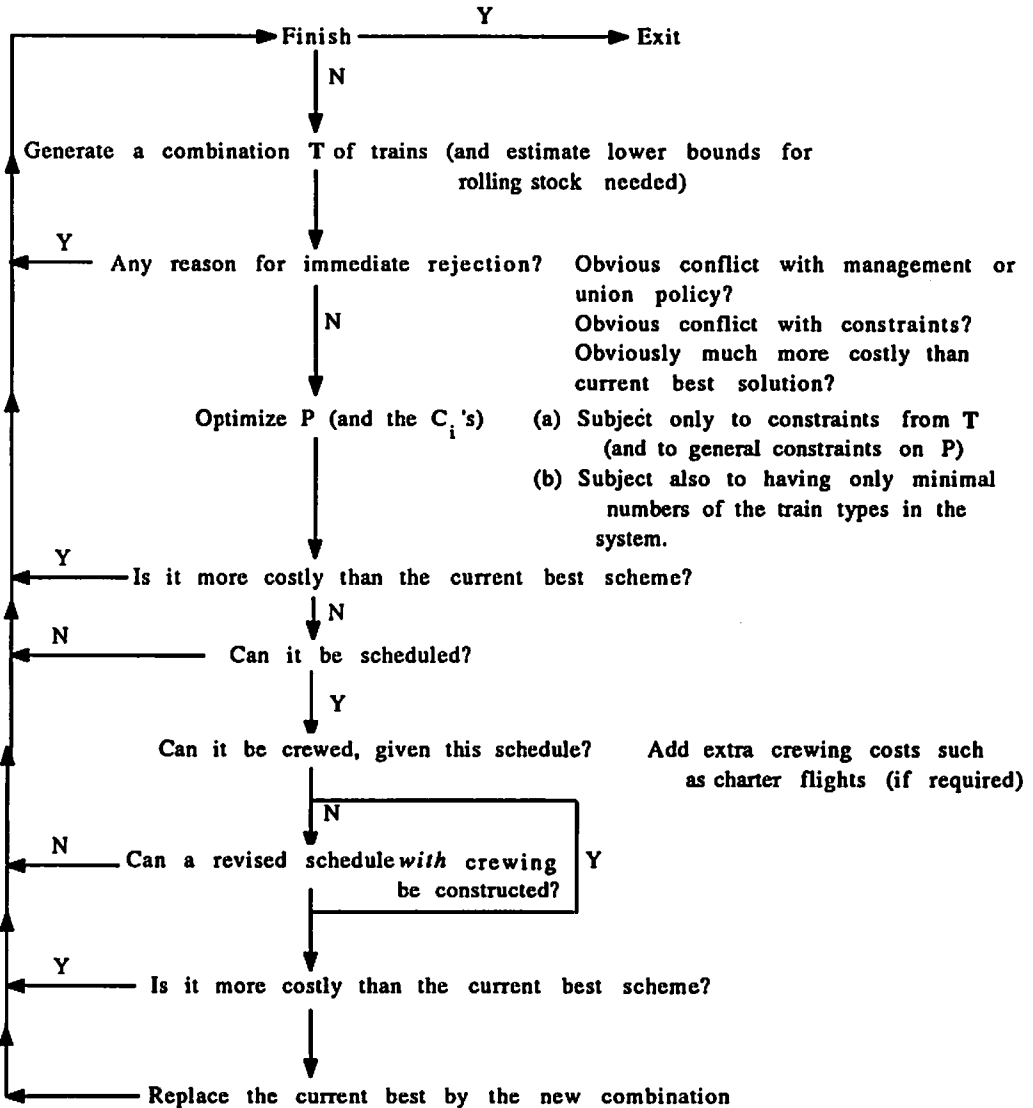 Y
Finish Exit
N
Generate a combination T of trains (and estimate lower bounds for
rolling stock needed)
Y
Any reason for immediate rejection? Obvious conflict with management or
union policy?
N
Obvious conflict with constraints?
Obviously much more costly than
current best solution?
Optimize P (and the C_i's) (a) Subject only to constraints from T
(and to general constraints on P)
(b) Subject also to having only minimal
numbers of the train types in the
system.
Y
Is it more costly than the current best scheme?
N
N
Can it be scheduled?
Y
Can it be crewed, given this schedule? Add extra crewing costs such
as charter flights (if required)
N
N
Can a revised schedule with crewing Y
be constructed?
Y
Is it more costly than the current best scheme?
Replace the current best by the new combination